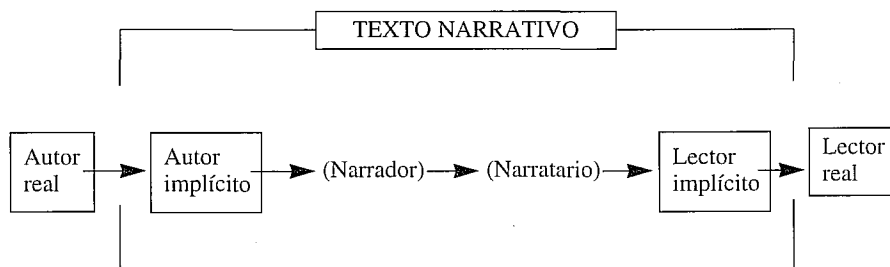 TEXTO NARRATIVO
Autor real
Autor implícito
(Narrador)
(Narratario)
Lector implícito
Lector real